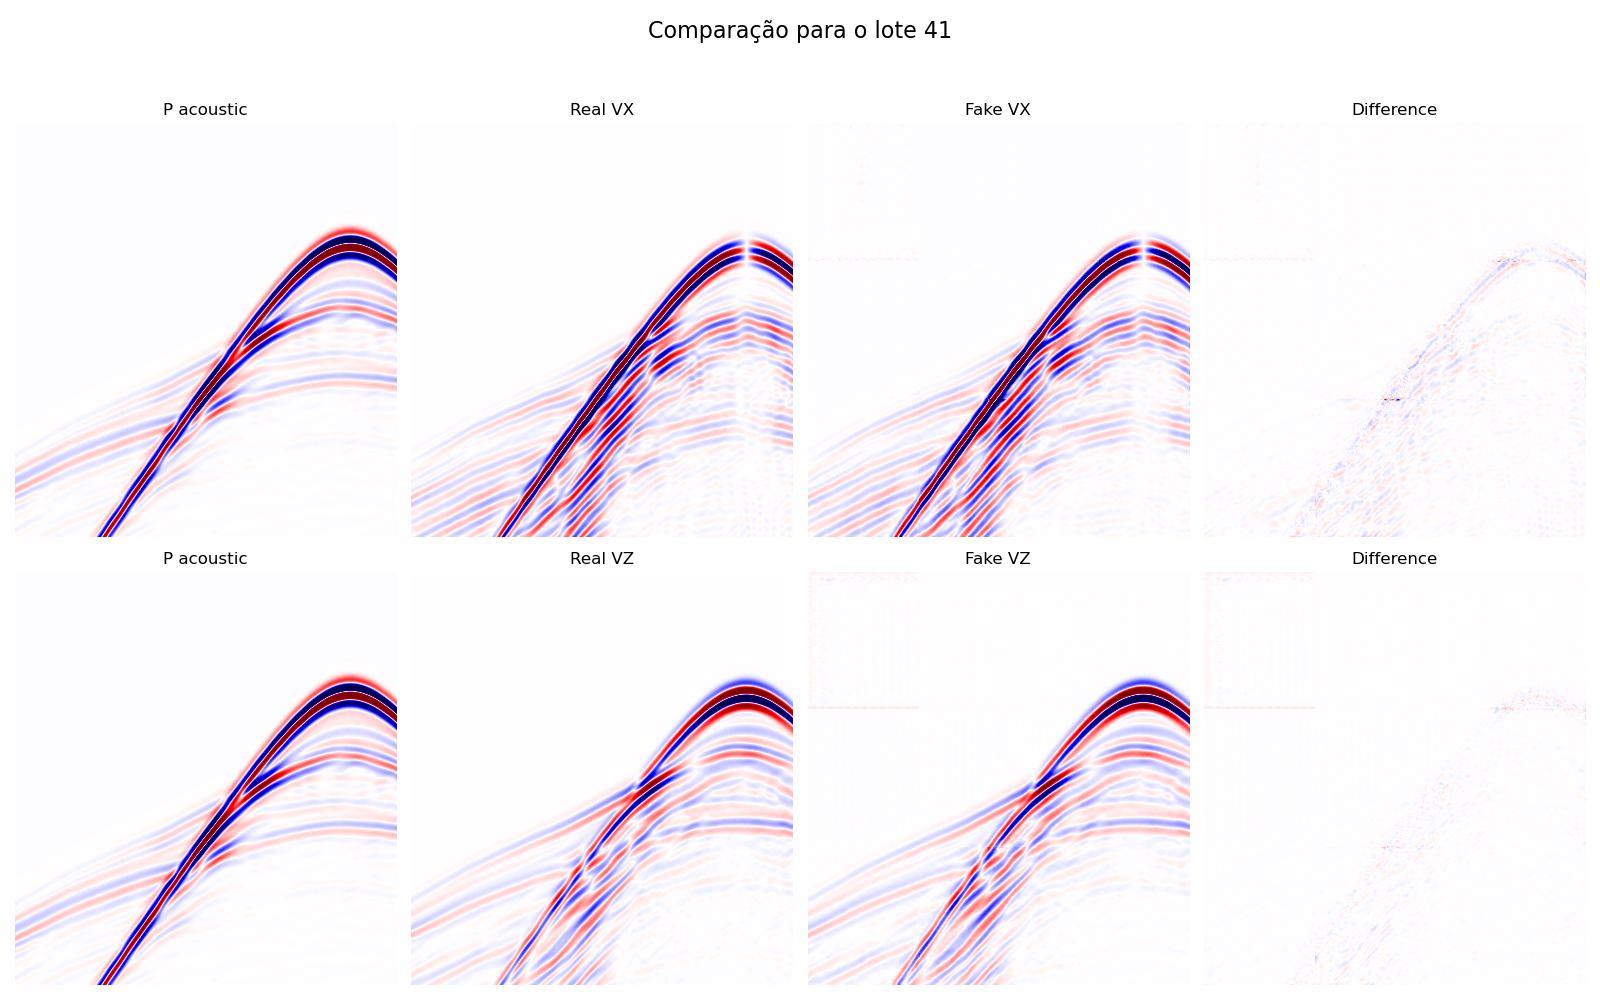 Comparação para o lote 41
P acoustic
Real VX
Fake VX
Difference
P acoustic
Real VZ
Fake VZ
Difference